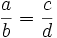 a/b = c/d